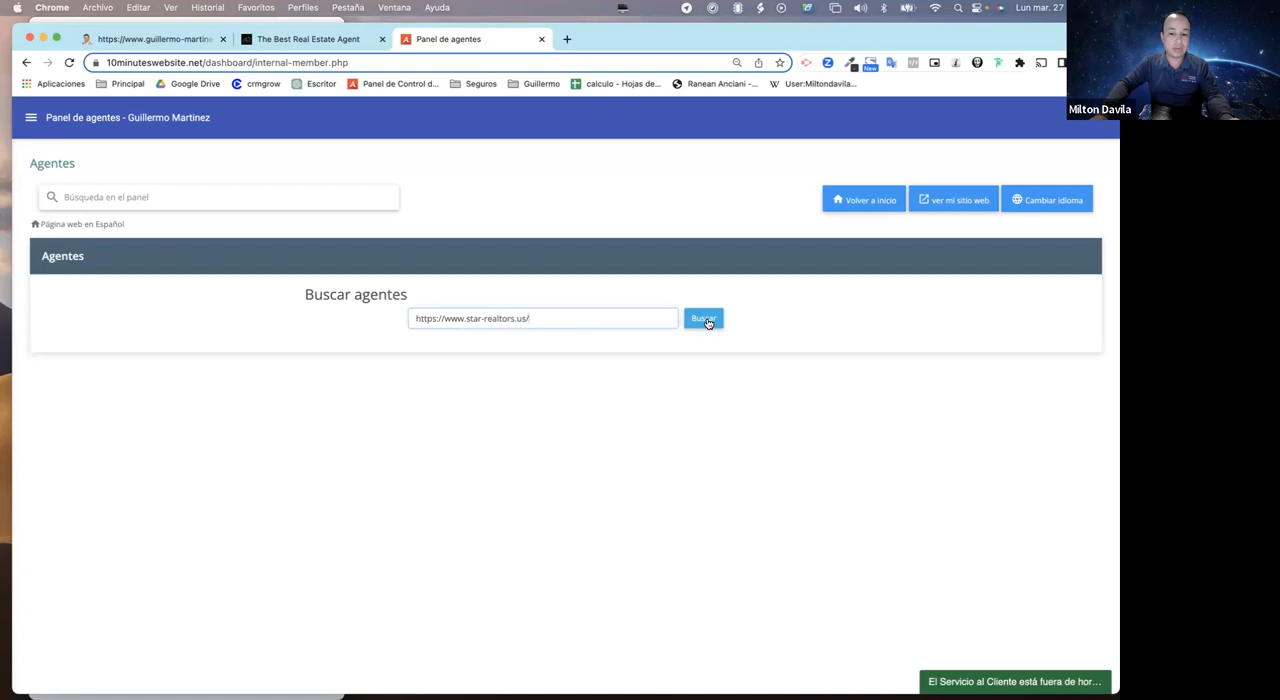 Chrome Archivo Editar Ver Historial Favoritos Perfiles Pestaña Ventana Ayuda Lun mar. 27
https://www.guillermo-martine The Best Real Estate Agent Panel de agentes
10minuteswebsite.net/dashboard/internal-member.php
New
Aplicaciones Principal Google Drive crmgrow Escritor Panel de Control d... Seguros Guillermo calculo - Hojas de... Ranean Anciani -... User:Miltondavila...
Milton Davila
Panel de agentes - Guillermo Martinez
Agentes
Búsqueda en el panel
Volver a inicio ver mi sitio web Cambiar idioma
Página web en Español
Agentes
Buscar agentes
https://www.star-realtors.us/
Buscar
El Servicio al Cliente está fuera de hor...